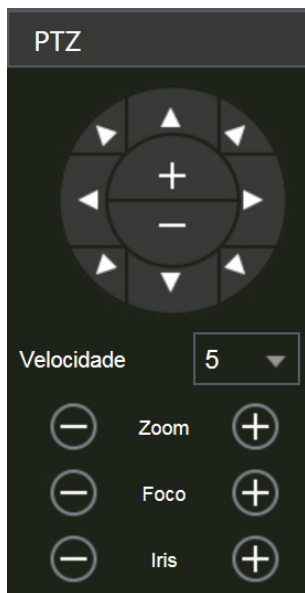 PTZ
+
−
Velocidade 5
− Zoom +
− Foco +
− Iris +